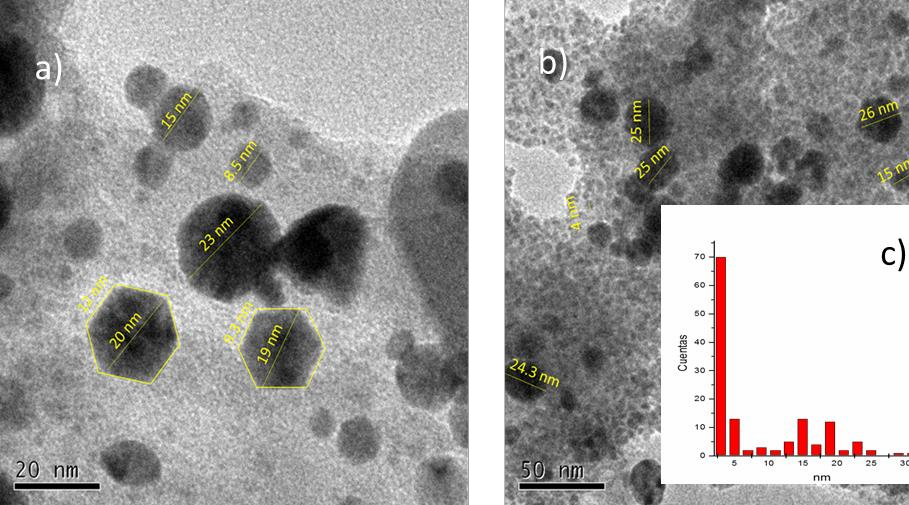 a)
15 nm
8.5 nm
23 nm
20 nm
19 nm
20 nm
b)
25 nm
25 nm
26 nm
15 nm
4 nm
24.3 nm
50 nm
c)
Cuentas
70
60
50
40
30
20
10
0
5 10 15 20 25 30
nm